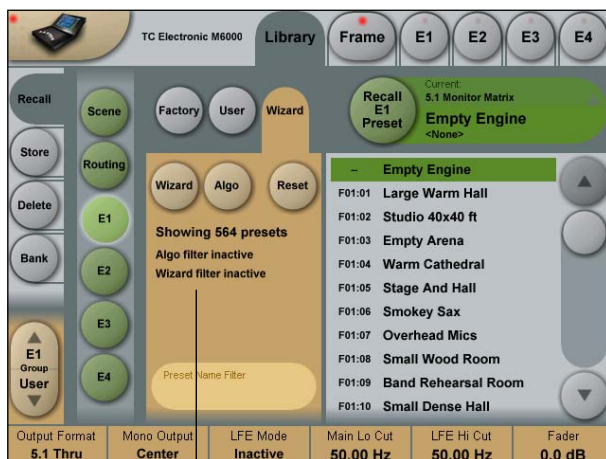 TC Electronic M6000
Library
Frame
E1
E2
E3
E4
Recall
Store
Delete
Bank
E1
Group
User
Scene
Routing
E1
E2
E3
E4
Factory
User
Wizard
Wizard
Algo
Reset
Showing 564 presets
Algo filter inactive
Wizard filter inactive
Preset Name Filter
Recall
E1
Preset
Current:
5.1 Monitor Matrix
Empty Engine
<None>
-- Empty Engine
F01:01 Large Warm Hall
F01:02 Studio 40x40 ft
F01:03 Empty Arena
F01:04 Warm Cathedral
F01:05 Stage And Hall
F01:06 Smokey Sax
F01:07 Overhead Mics
F01:08 Small Wood Room
F01:09 Band Rehearsal Room
F01:10 Small Dense Hall
Output Format
5.1 Thru
Mono Output
Center
LFE Mode
Inactive
Main Lo Cut
50.00 Hz
LFE Hi Cut
50.00 Hz
Fader
0.0 dB